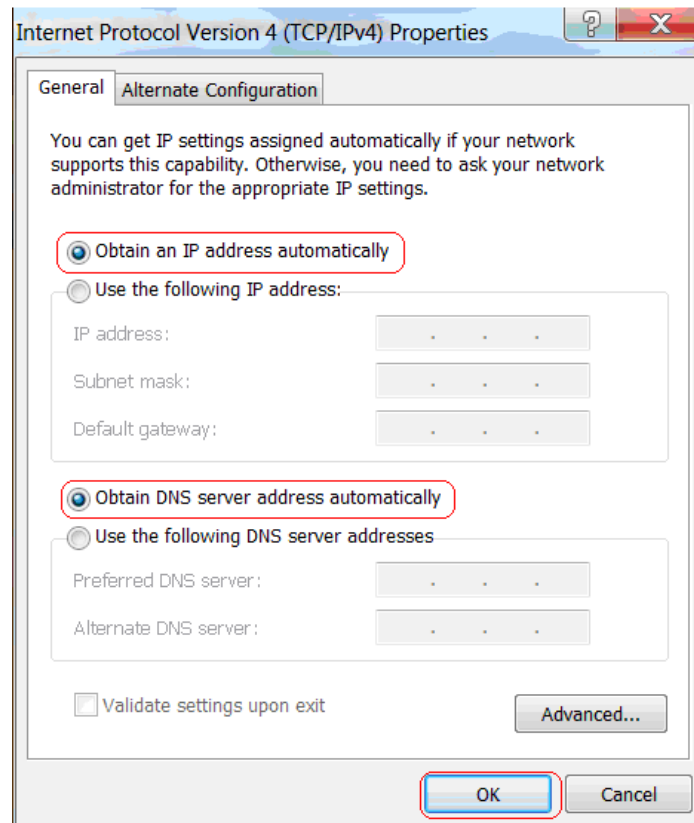 Internet Protocol Version 4 (TCP/IPv4) Properties
?
X
General
Alternate Configuration
You can get IP settings assigned automatically if your network
supports this capability. Otherwise, you need to ask your network
administrator for the appropriate IP settings.
Obtain an IP address automatically
Use the following IP address:
IP address:
Subnet mask:
Default gateway:
Obtain DNS server address automatically
Use the following DNS server addresses
Preferred DNS server:
Alternate DNS server:
Validate settings upon exit
Advanced...
OK
Cancel